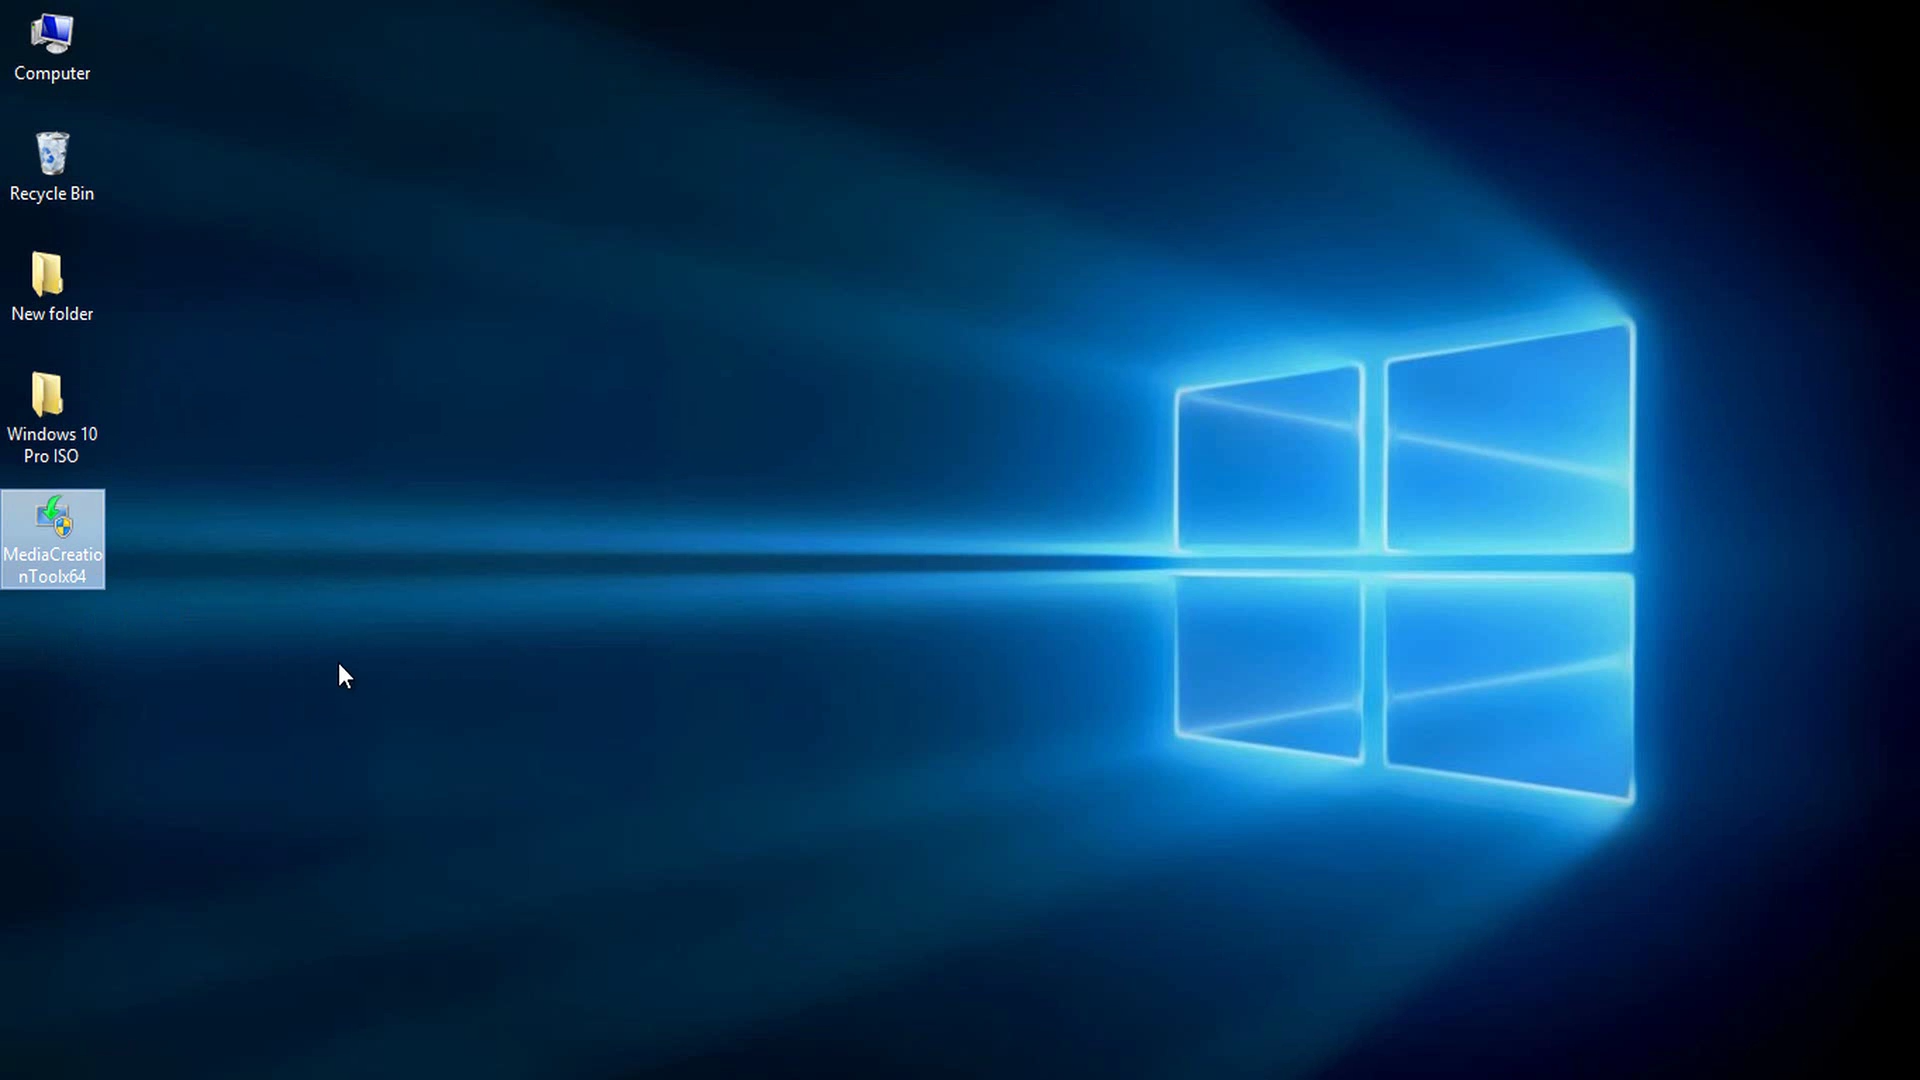 Computer
Recycle Bin
New folder
Windows 10
Pro ISO
MediaCreatio
nToolx64